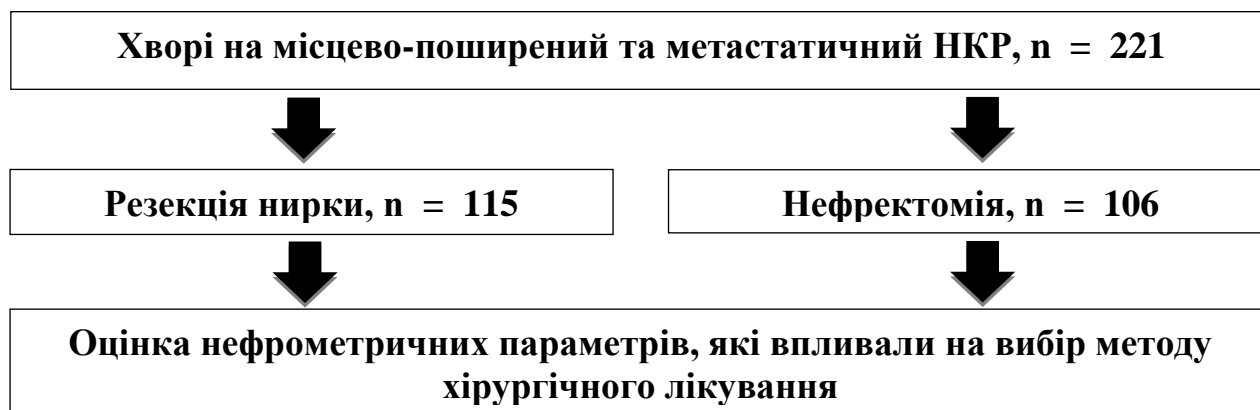 Хворі на місцево-поширений та метастатичний НКР, n = 221
Резекція нирки, n = 115
Нефректомія, n = 106
Оцінка нефрометричних параметрів, які впливали на вибір методу
хірургічного лікування